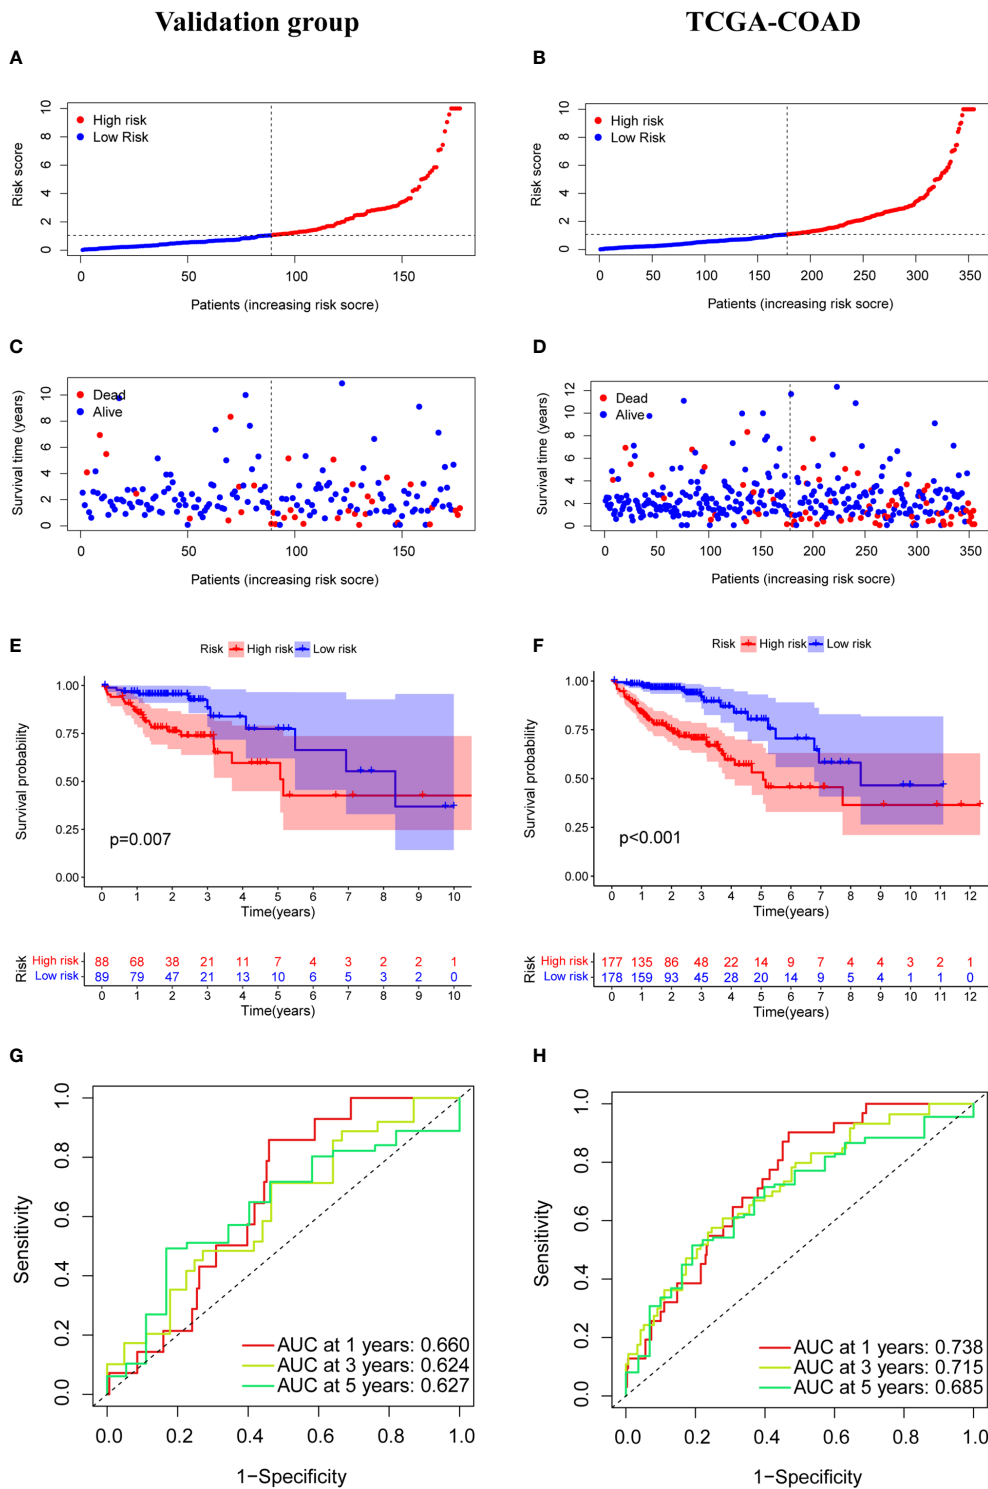 Validation group
TCGA-COAD
A
B
High risk
Low Risk
Risk score
0 2 4 6 8 10
0 50 100 150
Patients (increasing risk socre)
High risk
Low Risk
Risk score
0 2 4 6 8 10
0 50 100 150 200 250 300 350
Patients (increasing risk socre)
C
D
Dead
Alive
Survival time (years)
0 2 4 6 8 10
0 50 100 150
Patients (increasing risk socre)
Dead
Alive
Survival time (years)
0 2 4 6 8 10 12
0 50 100 150 200 250 300 350
Patients (increasing risk socre)
E
F
Risk High risk Low risk
Survival probability
1.00
0.75
0.50
0.25
0.00
p=0.007
0 1 2 3 4 5 6 7 8 9 10
Time(years)
Risk
High risk 88 68 38 21 11 7 4 3 2 2 1
Low risk 89 79 47 21 13 10 6 5 3 2 0
0 1 2 3 4 5 6 7 8 9 10
Time(years)
Risk High risk Low risk
Survival probability
1.00
0.75
0.50
0.25
0.00
p<0.001
0 1 2 3 4 5 6 7 8 9 10 11 12
Time(years)
Risk
High risk 177 135 86 48 22 14 9 7 4 4 3 2 1
Low risk 178 159 93 45 28 20 14 9 5 4 1 1 0
0 1 2 3 4 5 6 7 8 9 10 11 12
Time(years)
G
H
Sensitivity
0.0 0.2 0.4 0.6 0.8 1.0
AUC at 1 years: 0.660
AUC at 3 years: 0.624
AUC at 5 years: 0.627
0.0 0.2 0.4 0.6 0.8 1.0
1−Specificity
Sensitivity
0.0 0.2 0.4 0.6 0.8 1.0
AUC at 1 years: 0.738
AUC at 3 years: 0.715
AUC at 5 years: 0.685
0.0 0.2 0.4 0.6 0.8 1.0
1−Specificity